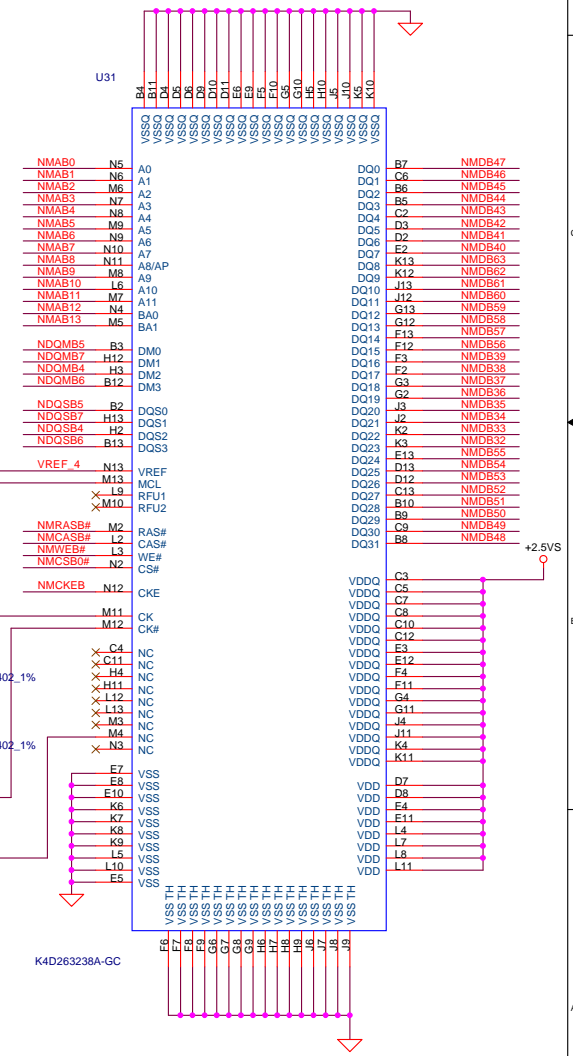 U31
B4 B11 D4 D5 D6 D9 D10 D11 E6 E9 F5 F10 G5 G10 H5 H10 J5 J10 K5 K10
VSSQ VSSQ VSSQ VSSQ VSSQ VSSQ VSSQ VSSQ VSSQ VSSQ VSSQ VSSQ VSSQ VSSQ VSSQ VSSQ VSSQ VSSQ VSSQ VSSQ
NMAB0 N5 A0
NMAB1 N6 A1
NMAB2 M6 A2
NMAB3 N7 A3
NMAB4 N8 A4
NMAB5 M9 A5
NMAB6 N9 A6
NMAB7 N10 A7
NMAB8 N11 A8/AP
NMAB9 M8 A9
NMAB10 L6 A10
NMAB11 M7 A11
NMAB12 N4 BA0
NMAB13 M5 BA1
NDQMB5 B3 DM0
NDQMB7 H12 DM1
NDQMB4 H3 DM2
NDQMB6 B12 DM3
NDQSB5 B2 DQS0
NDQSB7 H13 DQS1
NDQSB4 H2 DQS2
NDQSB6 B13 DQS3
VREF_4 N13 VREF
M13 MCL
L9 RFU1
M10 RFU2
NMRASB# M2 RAS#
NMCASB# L2 CAS#
NMWEB# L3 WE#
NMCSB0# N2 CS#
NMCKEB N12 CKE
M11 CK
M12 CK#
C4 NC
C11 NC
H4 NC
H11 NC
L12 NC
L13 NC
M3 NC
M4 NC
N3 NC
402_1%
402_1%
E7 VSS
E8 VSS
E10 VSS
K6 VSS
K7 VSS
K8 VSS
K9 VSS
L5 VSS
L10 VSS
E5 VSS
DQ0 B7 NMDB47
DQ1 C6 NMDB46
DQ2 B6 NMDB45
DQ3 B5 NMDB44
DQ4 C2 NMDB43
DQ5 D3 NMDB42
DQ6 D2 NMDB41
DQ7 E2 NMDB40
DQ8 K13 NMDB63
DQ9 K12 NMDB62
DQ10 J13 NMDB61
DQ11 J12 NMDB60
DQ12 G13 NMDB59
DQ13 G12 NMDB58
DQ14 F13 NMDB57
DQ15 F12 NMDB56
DQ16 F3 NMDB39
DQ17 F2 NMDB38
DQ18 G3 NMDB37
DQ19 G2 NMDB36
DQ20 J3 NMDB35
DQ21 J2 NMDB34
DQ22 K2 NMDB33
DQ23 K3 NMDB32
DQ24 E13 NMDB55
DQ25 D13 NMDB54
DQ26 D12 NMDB53
DQ27 C13 NMDB52
DQ28 B10 NMDB51
DQ29 B9 NMDB50
DQ30 C9 NMDB49
DQ31 B8 NMDB48
+2.5VS
VDDQ C3
VDDQ C5
VDDQ C7
VDDQ C8
VDDQ C10
VDDQ C12
VDDQ E3
VDDQ E12
VDDQ F4
VDDQ F11
VDDQ G4
VDDQ G11
VDDQ J4
VDDQ J11
VDDQ K4
VDDQ K11
VDD D7
VDD D8
VDD E4
VDD E11
VDD L4
VDD L7
VDD L8
VDD L11
VSS TH VSS TH VSS TH VSS TH VSS TH VSS TH VSS TH VSS TH VSS TH VSS TH VSS TH VSS TH VSS TH VSS TH VSS TH VSS TH
F6 F7 F8 F9 G6 G7 G8 G9 H6 H7 H8 H9 J6 J7 J8 J9
K4D263238A-GC